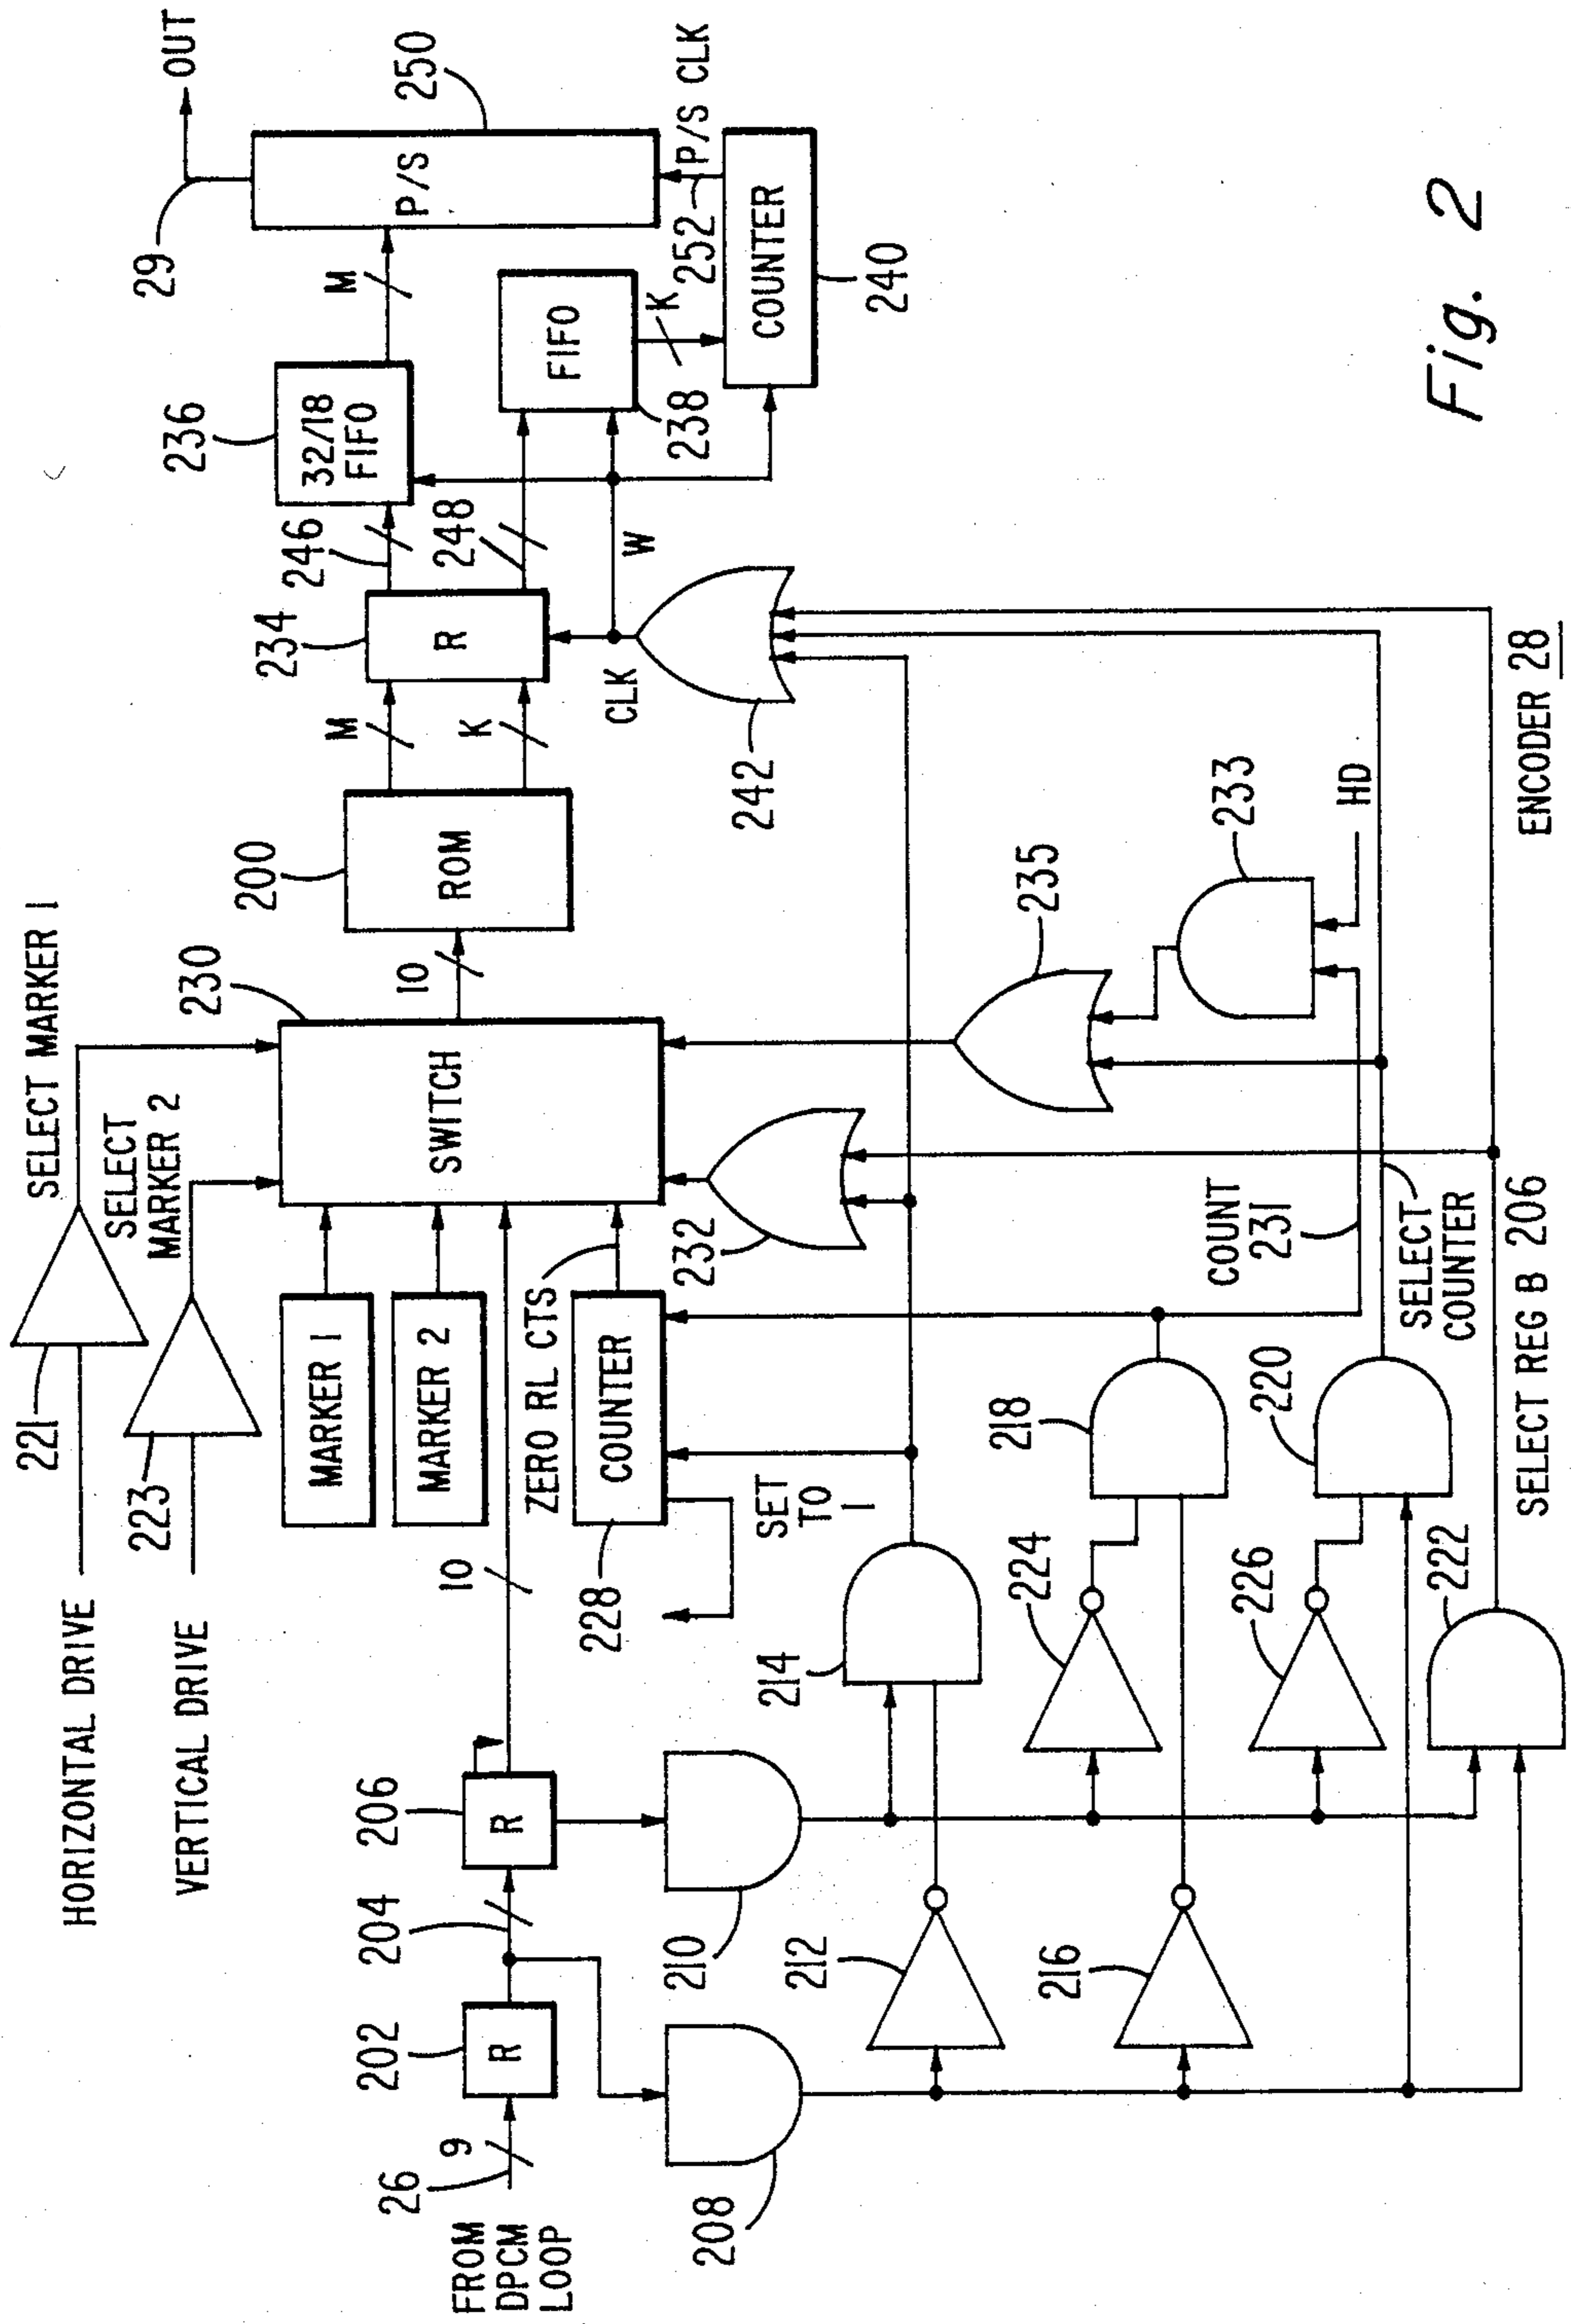 HORIZONTAL DRIVE
221
SELECT MARKER 1
VERTICAL DRIVE
223
SELECT
MARKER 2
MARKER 1
MARKER 2
230
SWITCH
10
200
ROM
M
K
234
R
246
248
236
32/18
FIFO
M
29
OUT
P/S
250
FIFO
238
K
252
P/S CLK
COUNTER
240
CLK
W
242
FROM
DPCM
LOOP
26
9
202
R
204
206
R
10
ZERO RL CTS
COUNTER
228
SET
TO
1
232
208
210
212
214
216
218
224
220
226
222
COUNT
231
SELECT
COUNTER
SELECT REG B 206
235
233
HD
ENCODER 28
Fig. 2